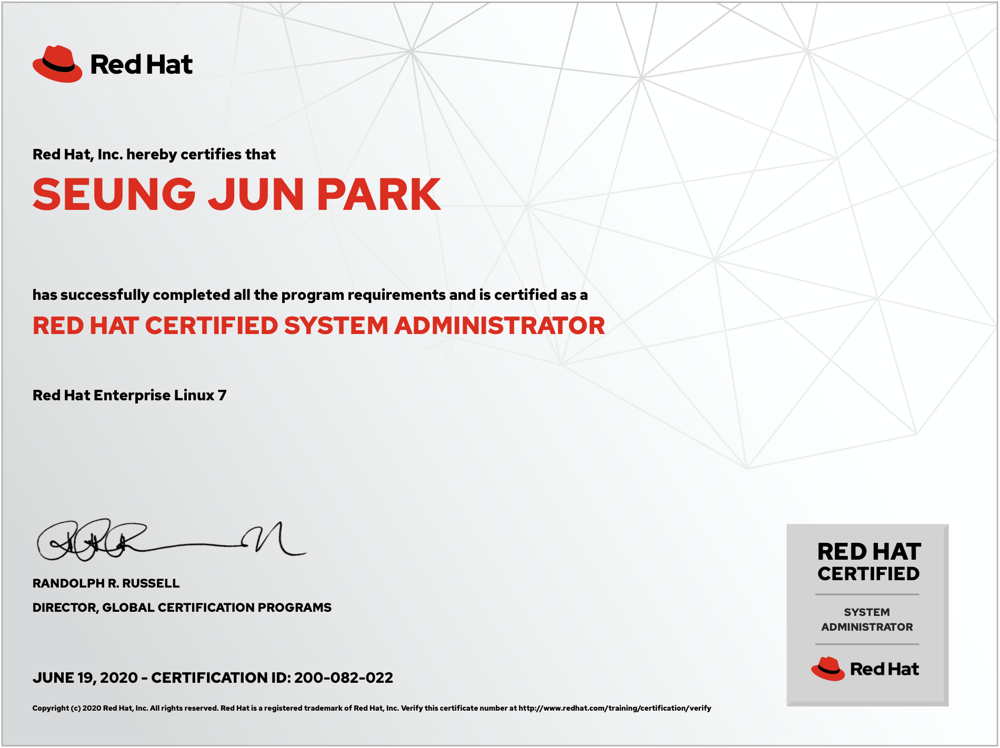 Red Hat
Red Hat, Inc. hereby certifies that
SEUNG JUN PARK
has successfully completed all the program requirements and is certified as a
RED HAT CERTIFIED SYSTEM ADMINISTRATOR
Red Hat Enterprise Linux 7
RANDOLPH R. RUSSELL
DIRECTOR, GLOBAL CERTIFICATION PROGRAMS
JUNE 19, 2020 - CERTIFICATION ID: 200-082-022
Copyright (c) 2020 Red Hat, Inc. All rights reserved. Red Hat is a registered trademark of Red Hat, Inc. Verify this certificate number at http://www.redhat.com/training/certification/verify
RED HAT
CERTIFIED
SYSTEM
ADMINISTRATOR
Red Hat